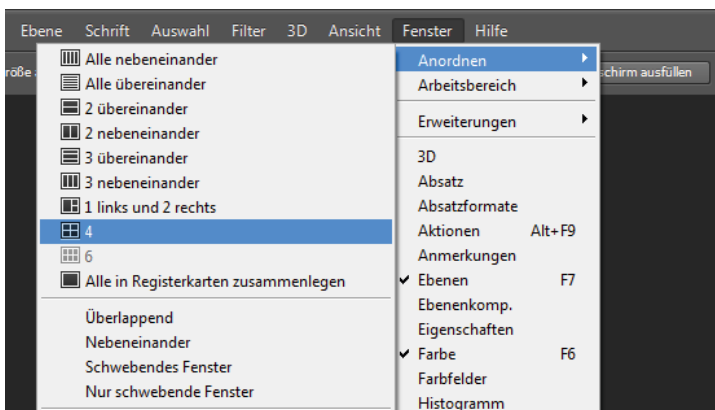 Ebene Schrift Auswahl Filter 3D Ansicht Fenster Hilfe
röße
Alle nebeneinander
Alle übereinander
2 übereinander
2 nebeneinander
3 übereinander
3 nebeneinander
1 links und 2 rechts
4
6
Alle in Registerkarten zusammenlegen
Überlappend
Nebeneinander
Schwebendes Fenster
Nur schwebende Fenster
Anordnen
Arbeitsbereich
Erweiterungen
3D
Absatz
Absatzformate
Aktionen Alt+F9
Anmerkungen
Ebenen F7
Ebenenkomp.
Eigenschaften
Farbe F6
Farbfelder
Histogramm
schirm ausfüllen